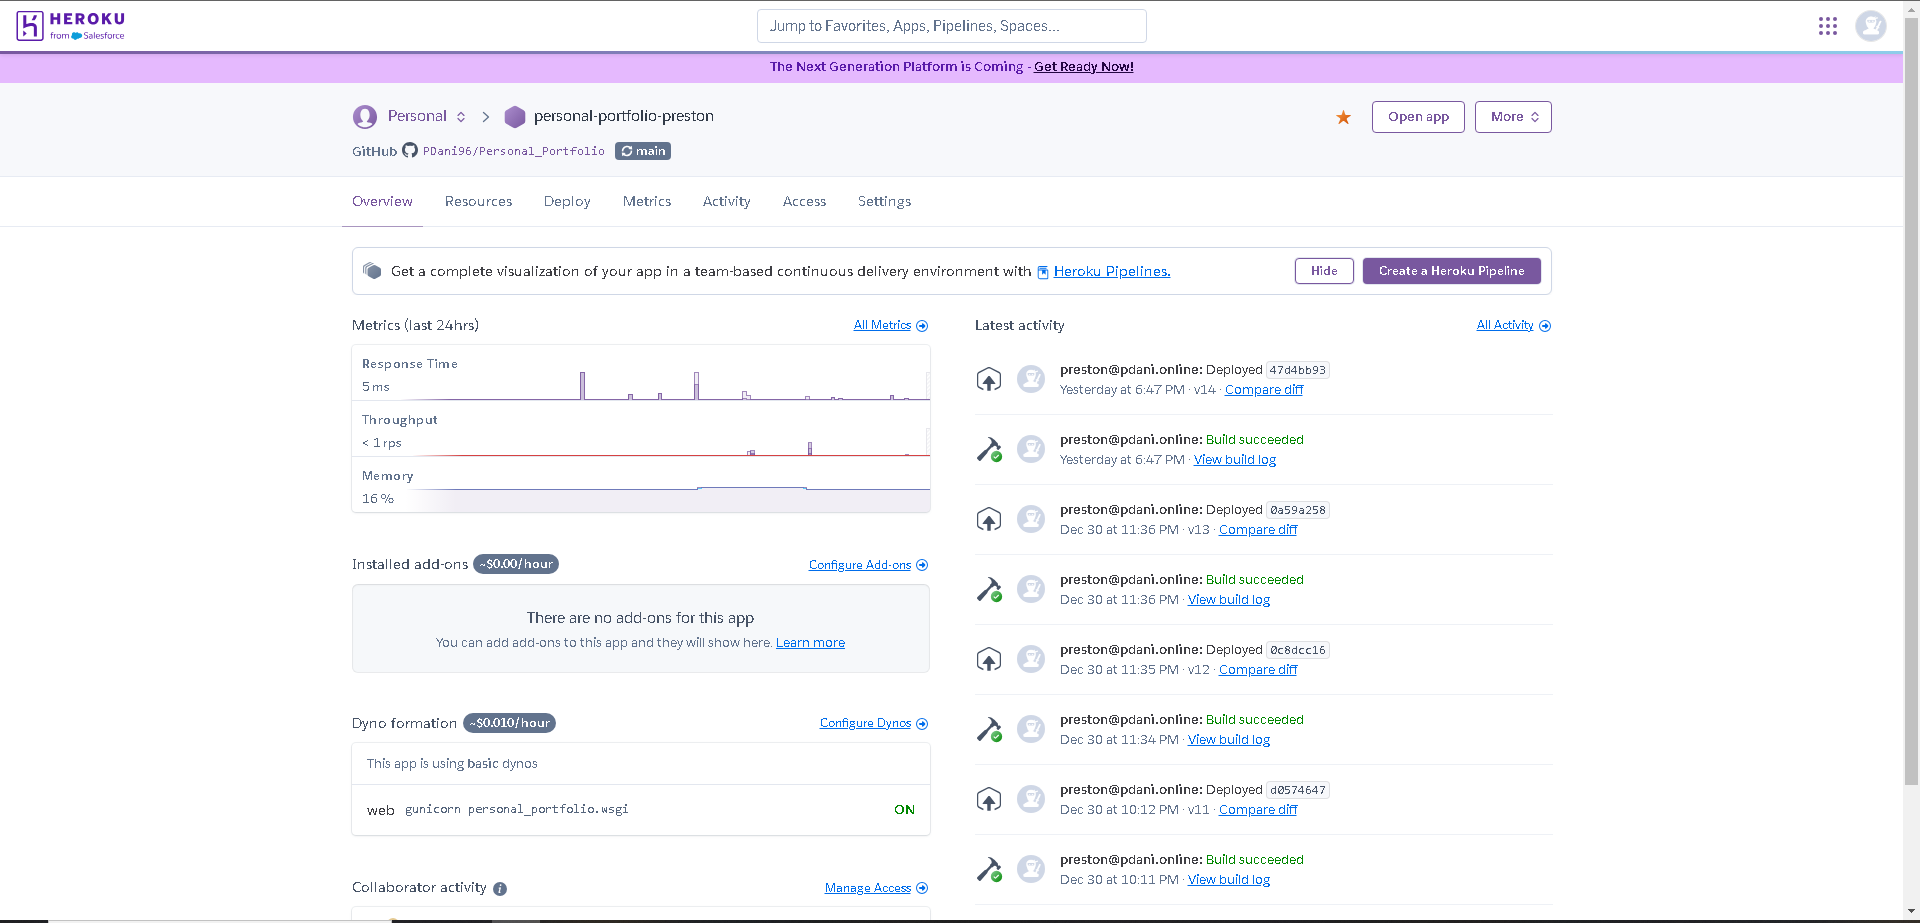 HEROKU
from Salesforce
Jump to Favorites, Apps, Pipelines, Spaces...
The Next Generation Platform is Coming - Get Ready Now!
Personal
personal-portfolio-preston
Open app
More
GitHub PDani96/Personal_Portfolio main
Overview
Resources
Deploy
Metrics
Activity
Access
Settings
Get a complete visualization of your app in a team-based continuous delivery environment with Heroku Pipelines.
Hide
Create a Heroku Pipeline
Metrics (last 24hrs)
All Metrics
Response Time
5 ms
Throughput
< 1 rps
Memory
16 %
Installed add-ons ~$0.00/hour
Configure Add-ons
There are no add-ons for this app
You can add add-ons to this app and they will show here. Learn more
Dyno formation ~$0.010/hour
Configure Dynos
This app is using basic dynos
web gunicorn personal_portfolio.wsgi
ON
Collaborator activity
Manage Access
Latest activity
All Activity
preston@pdani.online: Deployed 47d4bb93
Yesterday at 6:47 PM · v14 · Compare diff
preston@pdani.online: Build succeeded
Yesterday at 6:47 PM · View build log
preston@pdani.online: Deployed 0a59a258
Dec 30 at 11:36 PM · v13 · Compare diff
preston@pdani.online: Build succeeded
Dec 30 at 11:36 PM · View build log
preston@pdani.online: Deployed 0c8dcc16
Dec 30 at 11:35 PM · v12 · Compare diff
preston@pdani.online: Build succeeded
Dec 30 at 11:34 PM · View build log
preston@pdani.online: Deployed d0574647
Dec 30 at 10:12 PM · v11 · Compare diff
preston@pdani.online: Build succeeded
Dec 30 at 10:11 PM · View build log